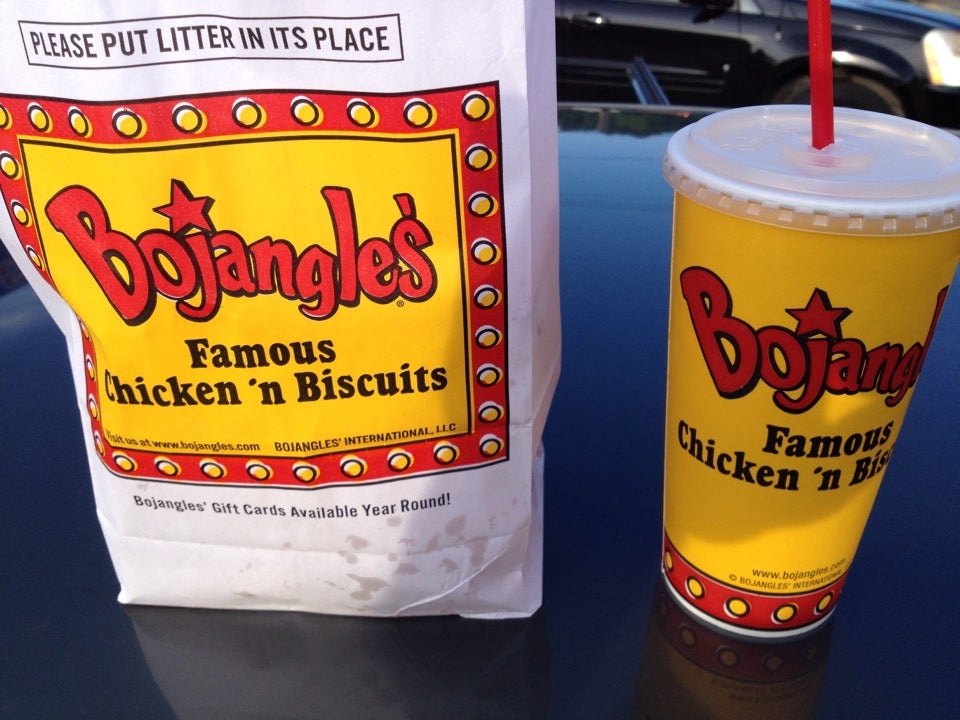 PLEASE PUT LITTER IN ITS PLACE
Bojangles'®
Famous
Chicken 'n Biscuits
Visit us at www.bojangles.com BOJANGLES' INTERNATIONAL, LLC
Bojangles' Gift Cards Available Year Round!
Bojangl
Famous
Chicken 'n Bis
www.bojangles.com
© BOJANGLES' INTERNATIONAL